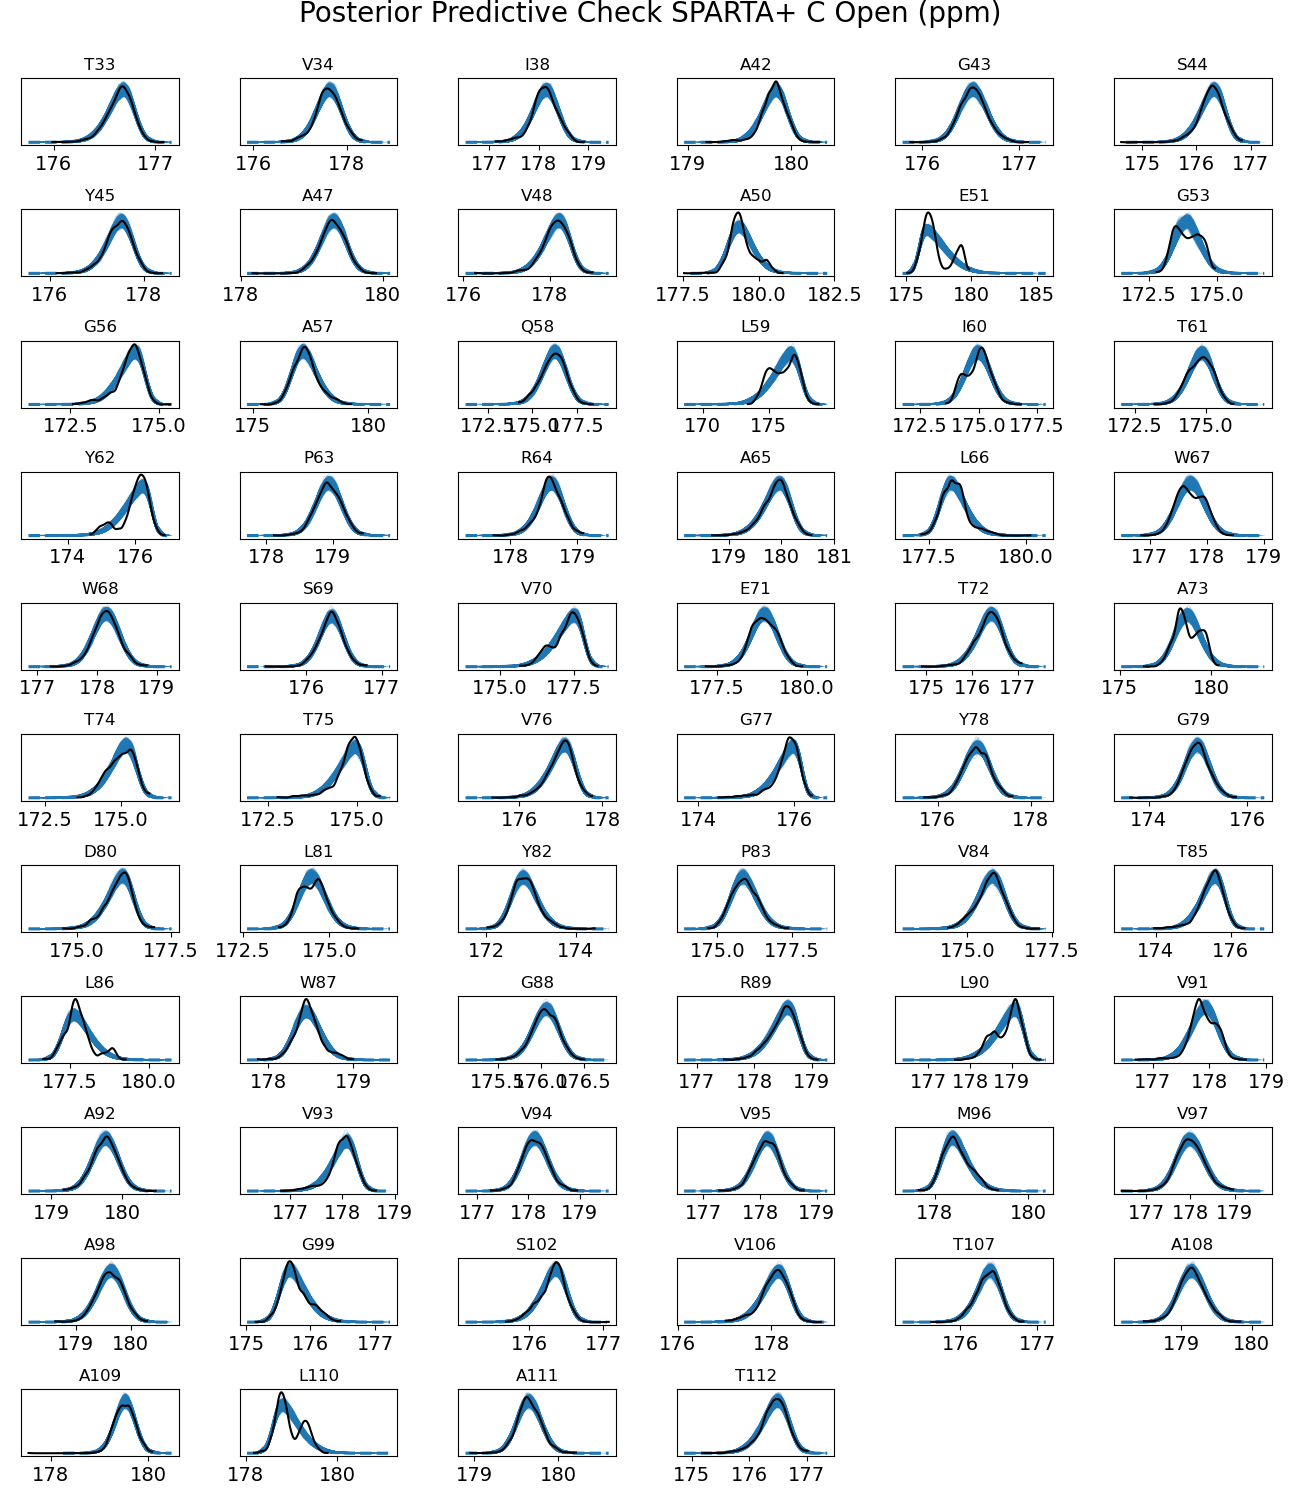 Posterior Predictive Check SPARTA+ C Open (ppm)
T33 V34 I38 A42 G43 S44
176 177 176 178 177 178 179 179 180 176 177 175 176 177
Y45 A47 V48 A50 E51 G53
176 178 178 180 176 178 177.5 180.0 182.5 175 180 185 172.5 175.0
G56 A57 Q58 L59 I60 T61
172.5 175.0 175 180 172.5 175.0 177.5 170 175 172.5 175.0 177.5 172.5 175.0
Y62 P63 R64 A65 L66 W67
174 176 178 179 178 179 179 180 181 177.5 180.0 177 178 179
W68 S69 V70 E71 T72 A73
177 178 179 176 177 175.0 177.5 177.5 180.0 175 176 177 175 180
T74 T75 V76 G77 Y78 G79
172.5 175.0 172.5 175.0 176 178 174 176 176 178 174 176
D80 L81 Y82 P83 V84 T85
175.0 177.5 172.5 175.0 172 174 175.0 177.5 175.0 177.5 174 176
L86 W87 G88 R89 L90 V91
177.5 180.0 178 179 175.5 176.0 176.5 177 178 179 177 178 179 177 178 179
A92 V93 V94 V95 M96 V97
179 180 177 178 179 177 178 179 177 178 179 178 180 177 178 179
A98 G99 S102 V106 T107 A108
179 180 175 176 177 176 177 176 178 176 177 179 180
A109 L110 A111 T112
178 180 178 180 179 180 175 176 177